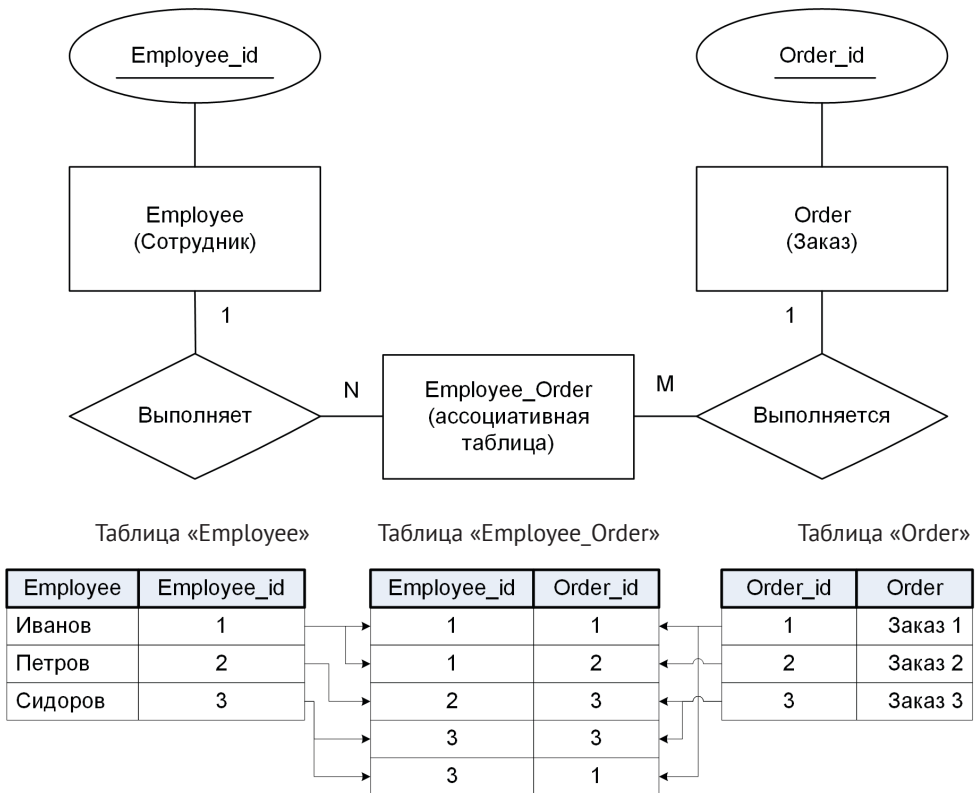 Employee_id
Order_id
Employee
(Сотрудник)
Order
(Заказ)
1
1
Выполняет
N
Employee_Order
(ассоциативная
таблица)
M
Выполняется
Таблица «Employee»
Таблица «Employee_Order»
Таблица «Order»
Employee Employee_id Employee_id Order_id Order_id Order
Иванов 1 1 1 1 Заказ 1
Петров 2 1 2 2 Заказ 2
Сидоров 3 2 3 3 Заказ 3
3 3
3 1